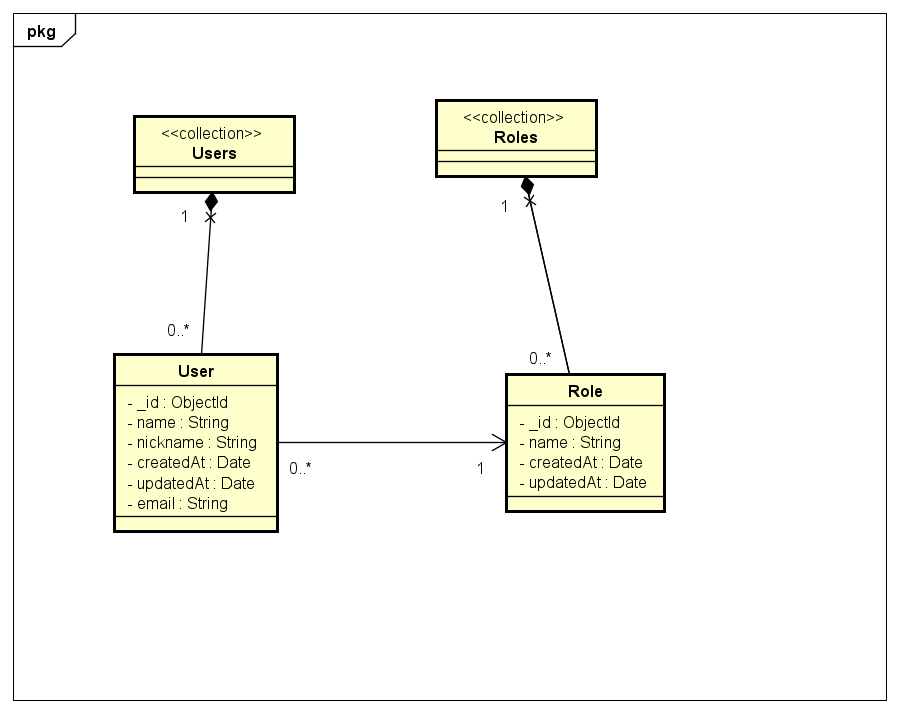 pkg
<<collection>>
Users
<<collection>>
Roles
1
1
0..*
0..*
User
- _id : ObjectId
- name : String
- nickname : String
- createdAt : Date
- updatedAt : Date
- email : String
0..*
1
Role
- _id : ObjectId
- name : String
- createdAt : Date
- updatedAt : Date